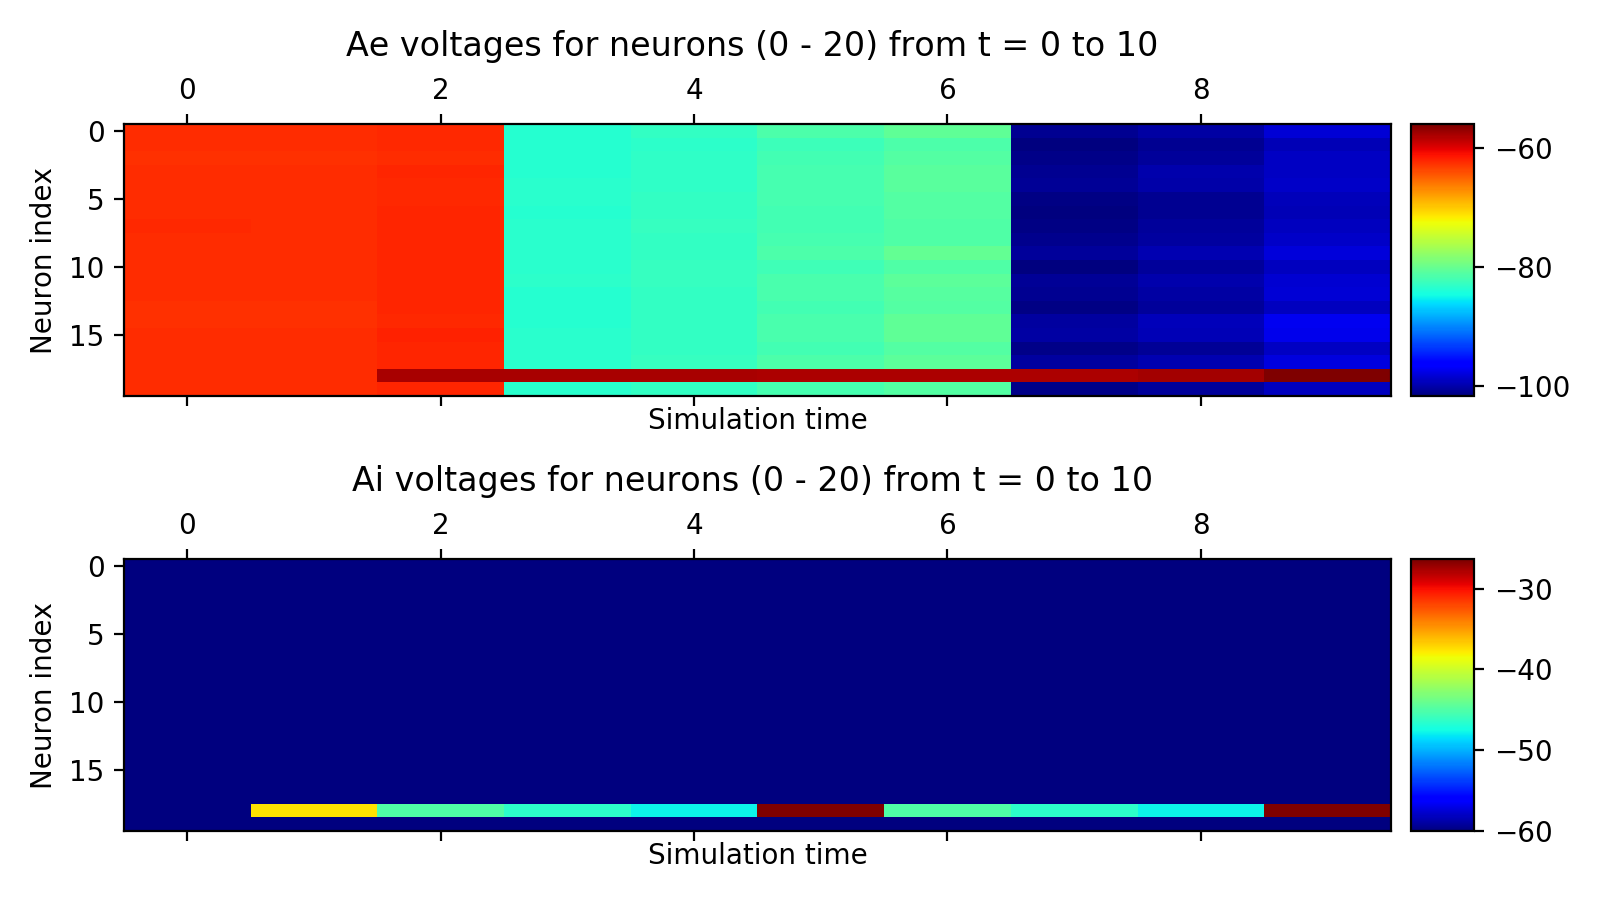 Ae voltages for neurons (0 - 20) from t = 0 to 10
0 2 4 6 8
Neuron index
0
5
10
15
−60
−80
−100
Simulation time
Ai voltages for neurons (0 - 20) from t = 0 to 10
0 2 4 6 8
Neuron index
0
5
10
15
−30
−40
−50
−60
Simulation time